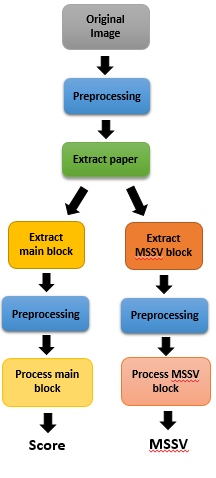 Original
Image
Preprocessing
Extract paper
Extract
main block
Extract
MSSV block
Preprocessing
Preprocessing
Process main
block
Process MSSV
block
Score
MSSV